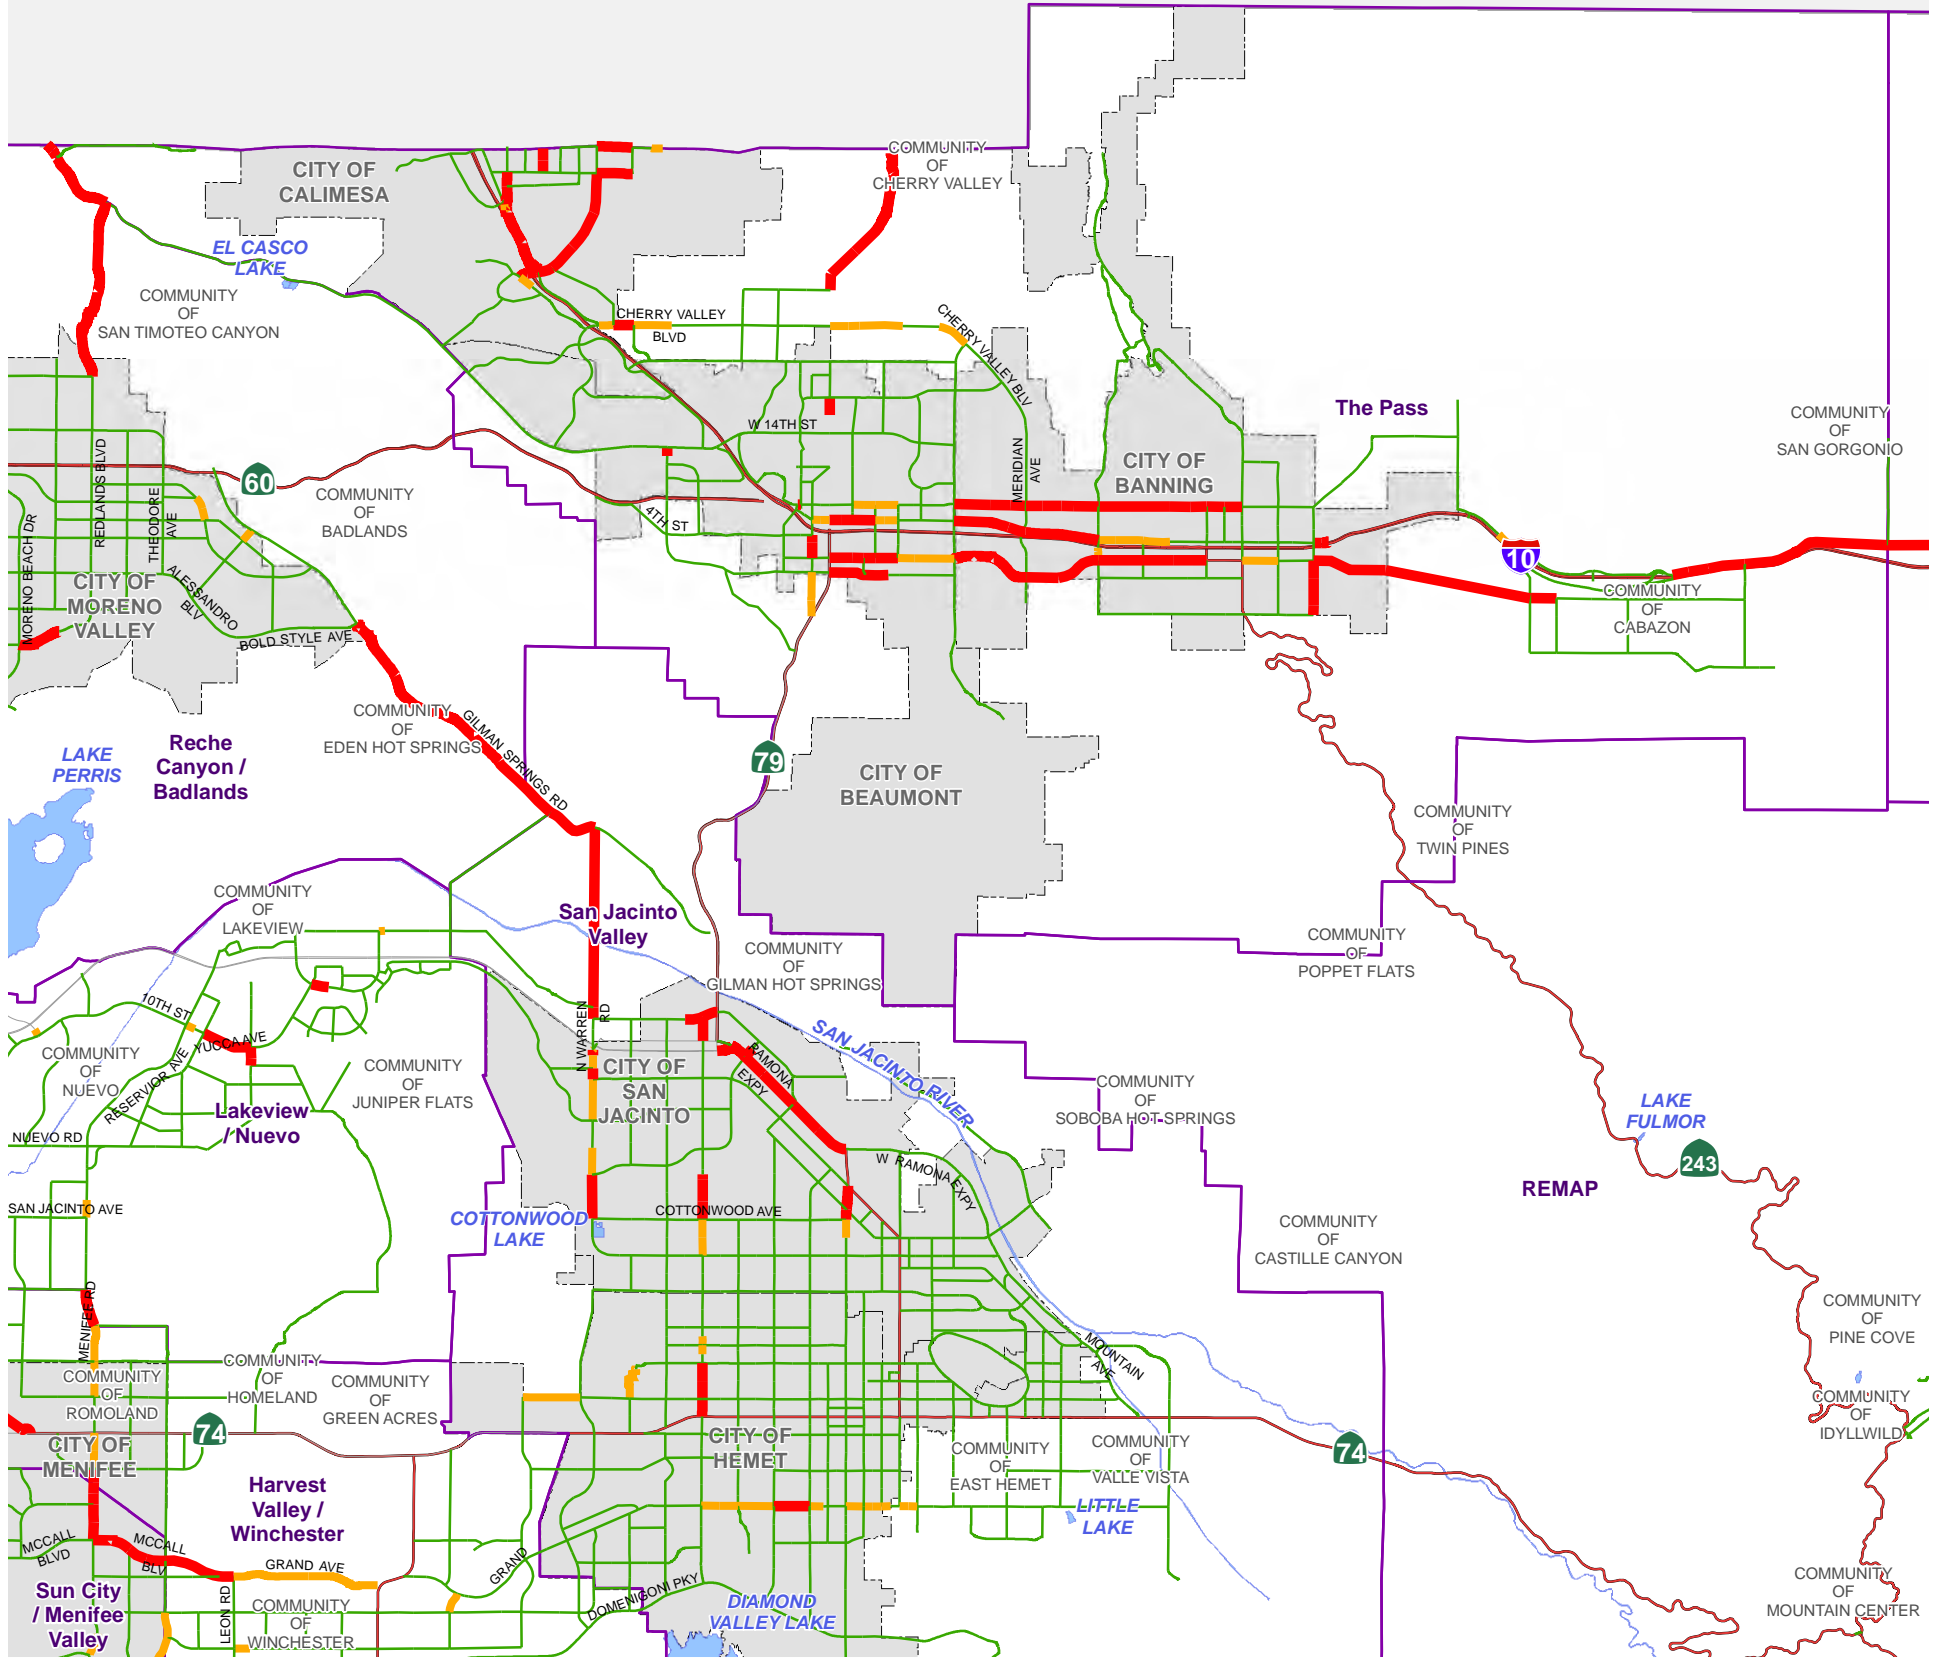 CITY OF
CALIMESA
COMMUNITY
OF
CHERRY VALLEY
EL CASCO
LAKE
COMMUNITY
OF
SAN TIMOTEO CANYON
CHERRY VALLEY
BLVD
CHERRY VALLEY BLV
The Pass
COMMUNITY
OF
SAN GORGONIO
W 14TH ST
MERIDIAN
AVE
CITY OF
BANNING
REDLANDS BLVD
THEODORE
AVE
60
COMMUNITY
OF
BADLANDS
4TH ST
MORENO BEACH DR
10
CITY OF
MORENO
VALLEY
ALESSANDRO
BLV
BOLD STYLE AVE
COMMUNITY
OF
CABAZON
COMMUNITY
OF
EDEN HOT SPRINGS
GILMAN SPRINGS RD
LAKE
PERRIS
Reche
Canyon /
Badlands
79
CITY OF
BEAUMONT
COMMUNITY
OF
TWIN PINES
COMMUNITY
OF
LAKEVIEW
San Jacinto
Valley
COMMUNITY
OF
GILMAN HOT SPRINGS
COMMUNITY
OF
POPPET FLATS
10TH ST
YUCCA AVE
N WARREN
RD
COMMUNITY
OF
NUEVO
RESERVIOR AVE
COMMUNITY
OF
JUNIPER FLATS
CITY OF
SAN
JACINTO
RAMONA
EXPY
SAN JACINTO RIVER
COMMUNITY
OF
SOBOBA HOT SPRINGS
LAKE
FULMOR
243
Lakeview
/ Nuevo
NUEVO RD
W RAMONA EXPY
REMAP
SAN JACINTO AVE
COTTONWOOD
LAKE
COTTONWOOD AVE
COMMUNITY
OF
CASTILLE CANYON
MENIFEE RD
COMMUNITY
OF
PINE COVE
MOUNTAIN
AVE
COMMUNITY
OF
ROMOLAND
COMMUNITY
OF
HOMELAND
COMMUNITY
OF
GREEN ACRES
COMMUNITY
OF
IDYLLWILD
74
CITY OF
MENIFEE
CITY OF
HEMET
COMMUNITY
OF
EAST HEMET
COMMUNITY
OF
VALLE VISTA
74
Harvest
Valley /
Winchester
LITTLE
LAKE
MCCALL
BLVD
MCCALL
BLV
GRAND AVE
GRAND
Sun City
/ Menifee
Valley
LEON RD
COMMUNITY
OF
WINCHESTER
DOMENIGONI PKY
DIAMOND
VALLEY LAKE
COMMUNITY
OF
MOUNTAIN CENTER